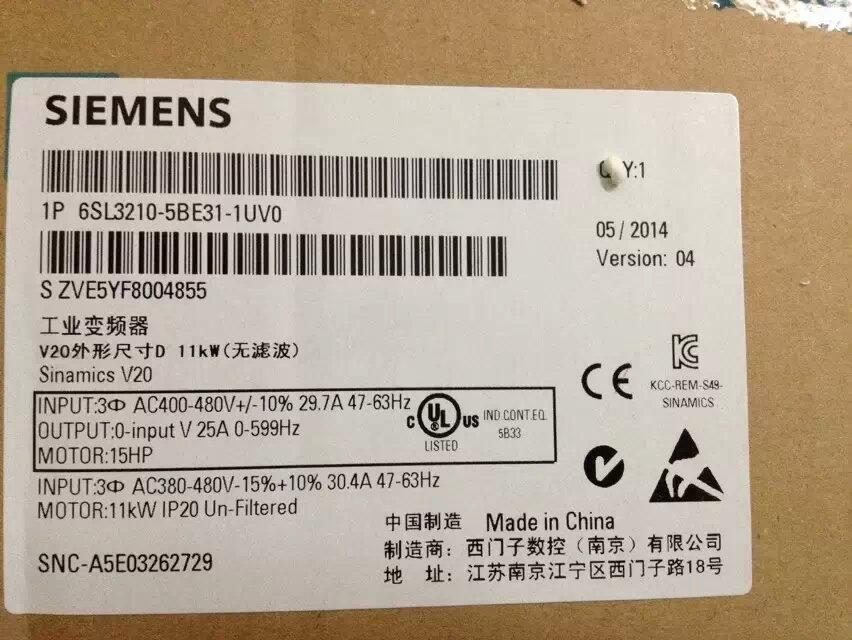 SIEMENS
1P 6SL3210-5BE31-1UV0
QTY:1
05/2014
Version: 04
S ZVE5YF8004855
工业变频器
V20外形尺寸D 11kW(无滤波)
Sinamics V20
INPUT:3Φ AC400-480V+/-10% 29.7A 47-63Hz
OUTPUT:0-input V 25A 0-599Hz
MOTOR:15HP
C UL US
LISTED
IND.CONT.EQ.
5B33
CE
KC
KCC-REM-S49-
SINAMICS
INPUT:3Φ AC380-480V-15%+10% 30.4A 47-63Hz
MOTOR:11kW IP20 Un-Filtered
SNC-A5E03262729
中国制造 Made in China
制造商: 西门子数控(南京)有限公司
地 址: 江苏南京江宁区西门子路18号